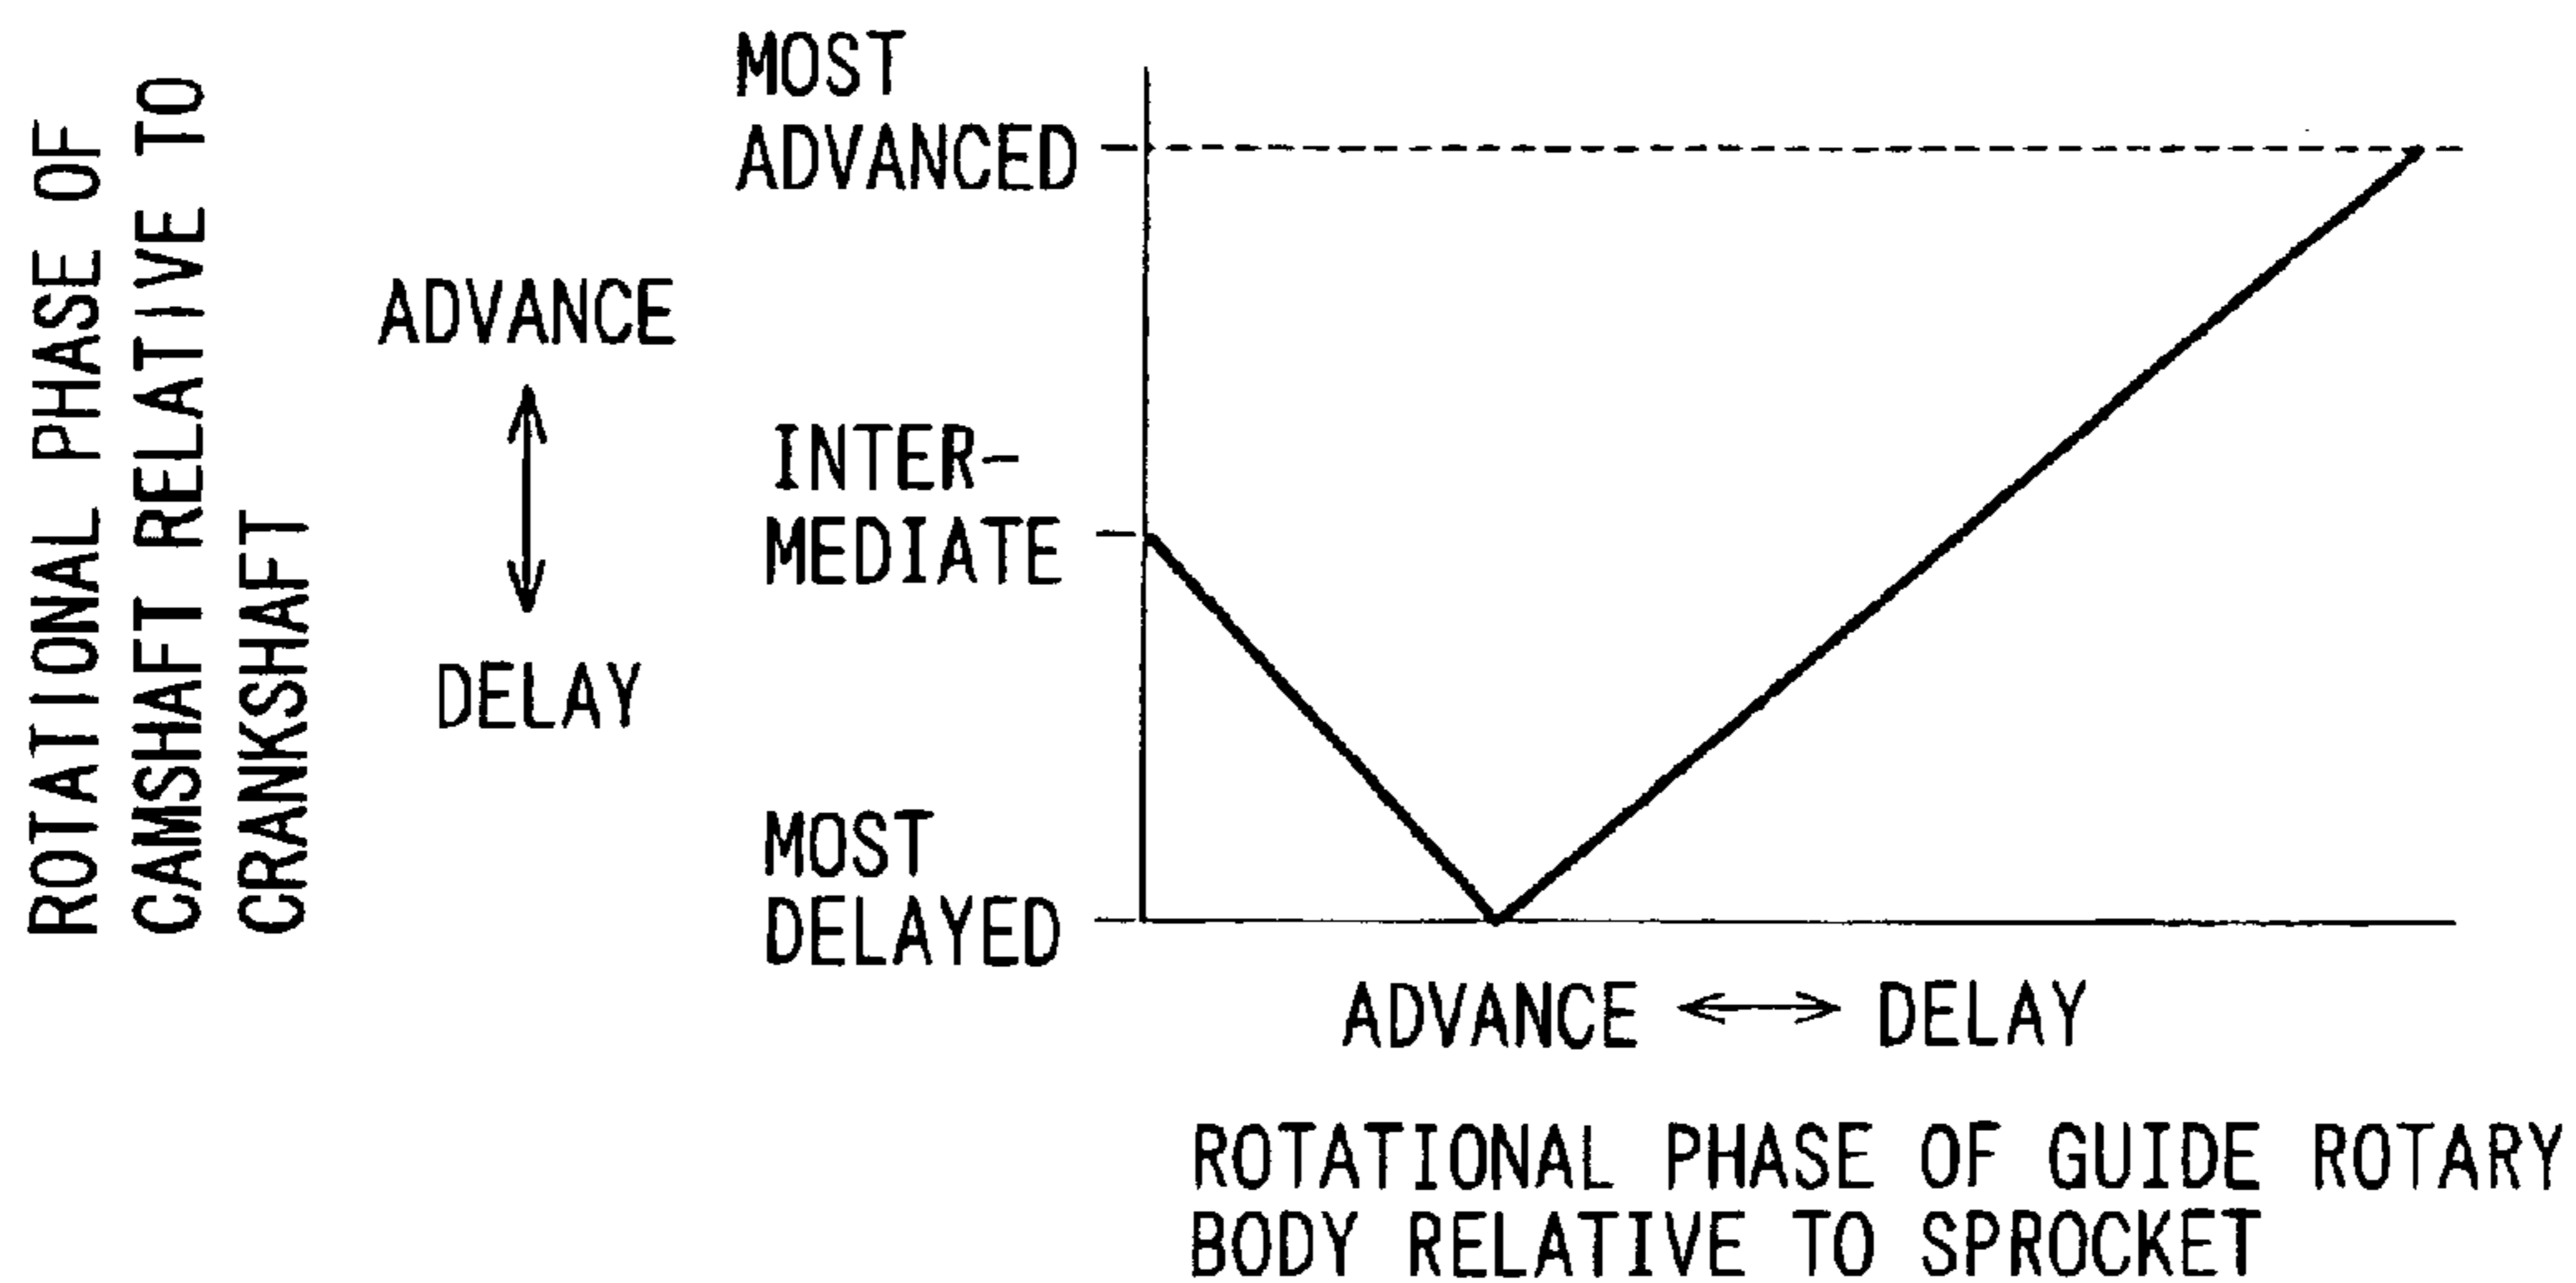 ROTATIONAL PHASE OF
CAMSHAFT RELATIVE TO
CRANKSHAFT
ADVANCE
DELAY
MOST
ADVANCED
INTER-
MEDIATE
MOST
DELAYED
ADVANCE
DELAY
ROTATIONAL PHASE OF GUIDE ROTARY
BODY RELATIVE TO SPROCKET